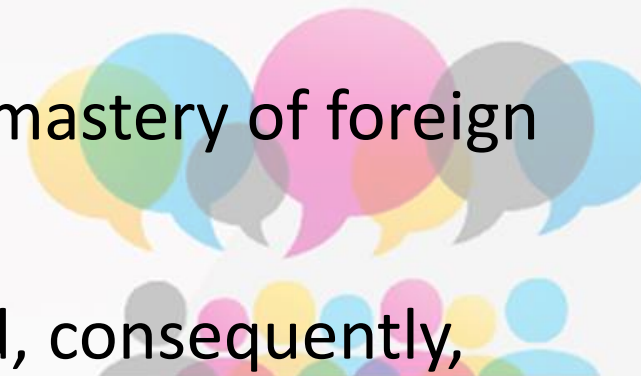 mastery of foreign
, consequently,